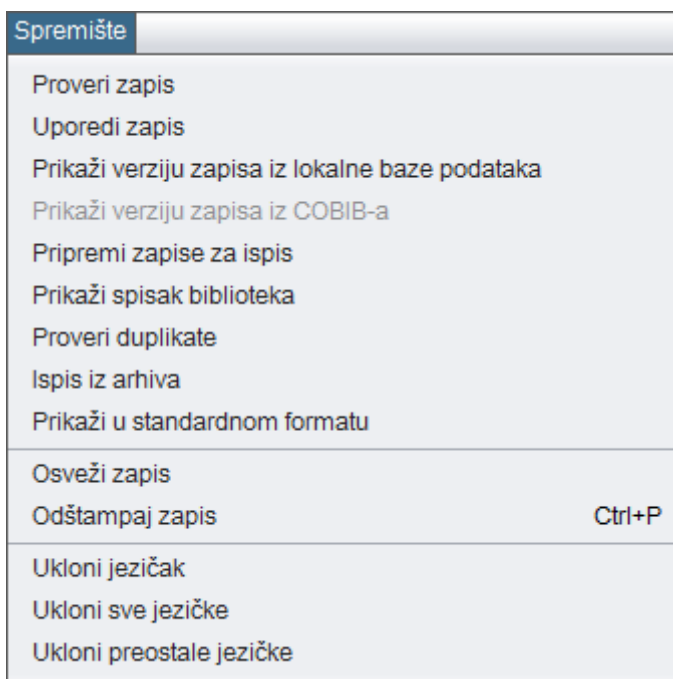 Spremište
Proveri zapis
Uporedi zapis
Prikaži verziju zapisa iz lokalne baze podataka
Prikaži verziju zapisa iz COBIB-a
Pripremi zapise za ispis
Prikaži spisak biblioteka
Proveri duplikate
Ispis iz arhiva
Prikaži u standardnom formatu
Osveži zapis
Odštampaj zapis Ctrl+P
Ukloni jezičak
Ukloni sve jezičke
Ukloni preostale jezičke